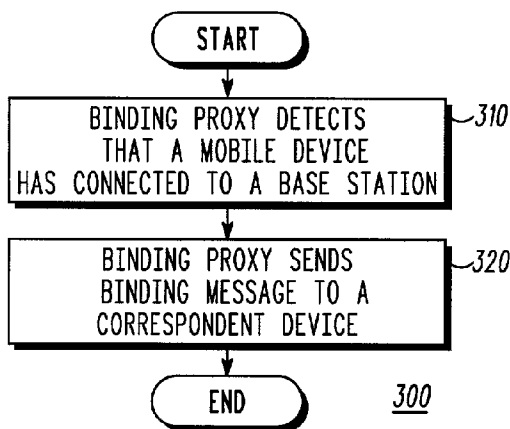 START
BINDING PROXY DETECTS
THAT A MOBILE DEVICE
HAS CONNECTED TO A BASE STATION
310
BINDING PROXY SENDS
BINDING MESSAGE TO A
CORRESPONDENT DEVICE
320
END
300